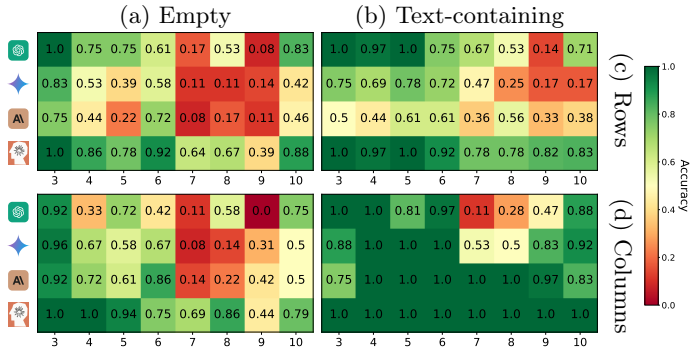 (a) Empty
(b) Text-containing
1.0 0.75 0.75 0.61 0.17 0.53 0.08 0.83
0.83 0.53 0.39 0.58 0.11 0.11 0.14 0.42
A\ 0.75 0.44 0.22 0.72 0.08 0.17 0.11 0.46
1.0 0.86 0.78 0.92 0.64 0.67 0.39 0.88
3 4 5 6 7 8 9 10
1.0 0.97 1.0 0.75 0.67 0.53 0.14 0.71
0.75 0.69 0.78 0.72 0.47 0.25 0.17 0.17
0.5 0.44 0.61 0.61 0.36 0.56 0.33 0.38
1.0 0.97 1.0 0.92 0.78 0.78 0.82 0.83
3 4 5 6 7 8 9 10
(c) Rows
0.92 0.33 0.72 0.42 0.11 0.58 0.0 0.75
0.96 0.67 0.58 0.67 0.08 0.14 0.31 0.5
A\ 0.92 0.72 0.61 0.86 0.14 0.22 0.42 0.5
1.0 1.0 0.94 0.75 0.69 0.86 0.44 0.79
3 4 5 6 7 8 9 10
1.0 1.0 0.81 0.97 0.11 0.28 0.47 0.88
0.88 1.0 1.0 1.0 0.53 0.5 0.83 0.92
0.75 1.0 1.0 1.0 1.0 1.0 0.97 0.83
1.0 1.0 1.0 1.0 1.0 1.0 1.0 1.0
3 4 5 6 7 8 9 10
(d) Columns
1.0
0.8
0.6
0.4
0.2
0.0
Accuracy